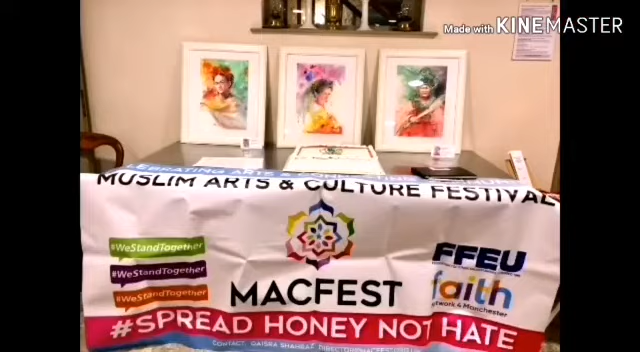 Made with KINEMASTER
MUSLIM ARTS & CULTURE FESTIVAL
#WeStandTogether
#WeStandTogether
#WeStandTogether
MACFEST
FFEU
faith
network 4 Manchester
#SPREAD HONEY NOT HATE